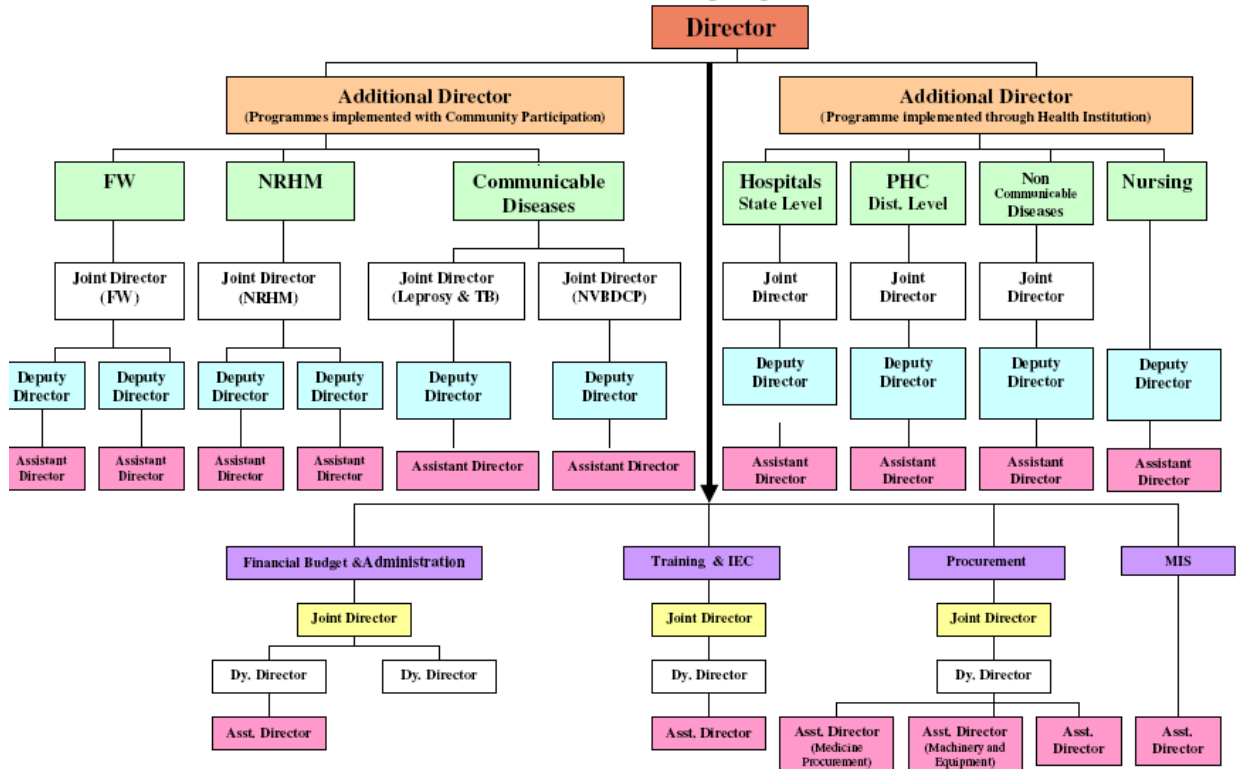 Director
Additional Director
(Programmes implemented with Community Participation)
Additional Director
(Programme implemented through Health Institution)
FW
NRHM
Communicable
Diseases
Hospitals
State Level
PHC
Dist. Level
Non
Communicable
Diseases
Nursing
Joint Director
(FW)
Joint Director
(NRHM)
Joint Director
(Leprosy & TB)
Joint Director
(NVBDCP)
Joint
Director
Joint
Director
Joint
Director
Deputy
Director
Deputy
Director
Deputy
Director
Deputy
Director
Deputy
Director
Deputy
Director
Deputy
Director
Deputy
Director
Deputy
Director
Deputy
Director
Assistant
Director
Assistant
Director
Assistant
Director
Assistant
Director
Assistant Director
Assistant Director
Assistant
Director
Assistant
Director
Assistant
Director
Assistant
Director
Financial Budget &Administration
Training & IEC
Procurement
MIS
Joint Director
Joint Director
Joint Director
Dy. Director
Dy. Director
Dy. Director
Dy. Director
Asst. Director
Asst. Director
Asst. Director
(Medicine
Procurement)
Asst. Director
(Machinery and
Equipment)
Asst.
Director
Asst.
Director